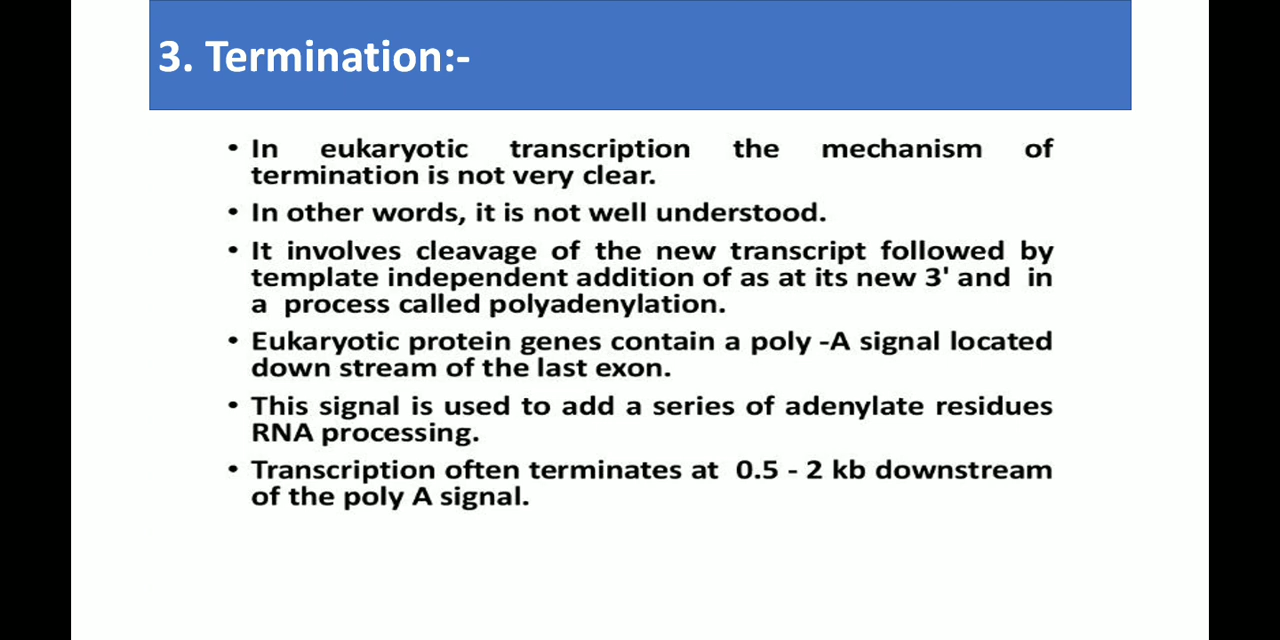 3. Termination:-
• In eukaryotic transcription the mechanism of
termination is not very clear.
• In other words, it is not well understood.
• It involves cleavage of the new transcript followed by
template independent addition of as at its new 3' and in
a process called polyadenylation.
• Eukaryotic protein genes contain a poly -A signal located
down stream of the last exon.
• This signal is used to add a series of adenylate residues
RNA processing.
• Transcription often terminates at 0.5 - 2 kb downstream
of the poly A signal.